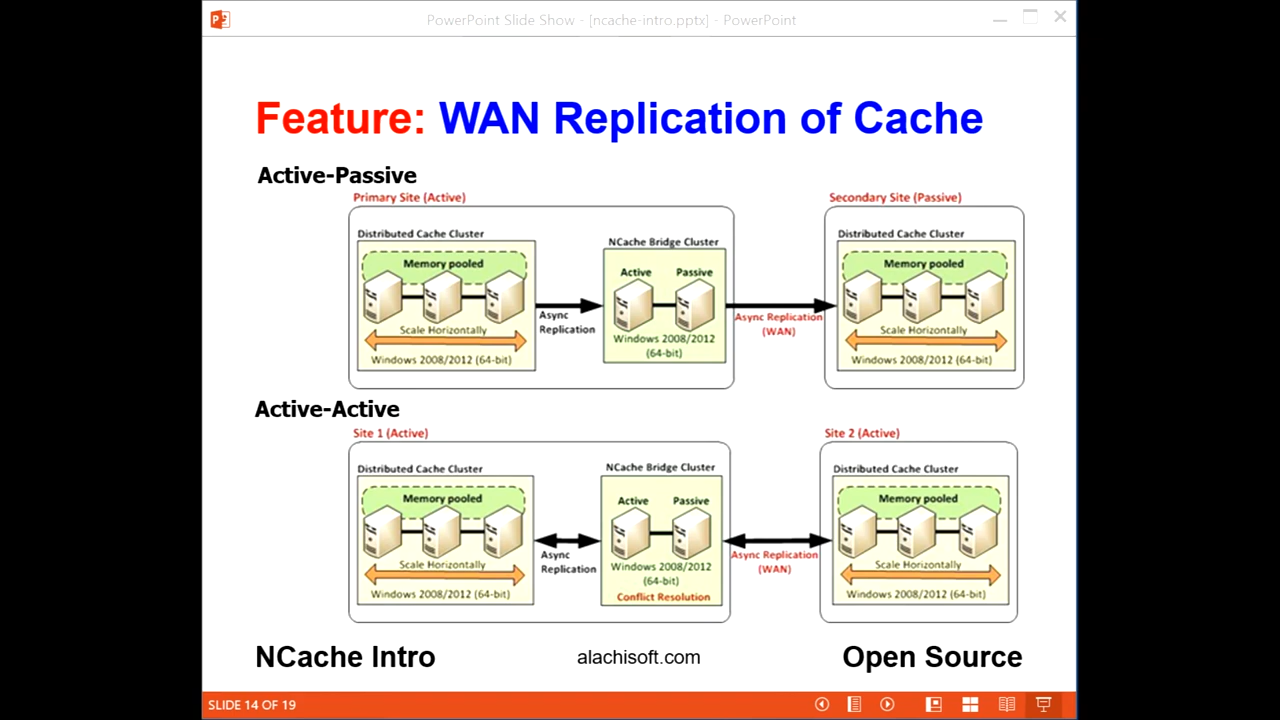 PowerPoint Slide Show - [ncache-intro.pptx] - PowerPoint
Feature: WAN Replication of Cache
Active-Passive
Primary Site (Active)
Secondary Site (Passive)
Distributed Cache Cluster
NCache Bridge Cluster
Distributed Cache Cluster
Memory pooled
Active
Passive
Memory pooled
Async
Replication
Async Replication
(WAN)
Scale Horizontally
Windows 2008/2012
(64-bit)
Scale Horizontally
Windows 2008/2012 (64-bit)
Windows 2008/2012 (64-bit)
Active-Active
Site 1 (Active)
Site 2 (Active)
Distributed Cache Cluster
NCache Bridge Cluster
Distributed Cache Cluster
Memory pooled
Active
Passive
Memory pooled
Async
Replication
Async Replication
(WAN)
Scale Horizontally
Windows 2008/2012
(64-bit)
Scale Horizontally
Windows 2008/2012 (64-bit)
Conflict Resolution
Windows 2008/2012 (64-bit)
NCache Intro
alachisoft.com
Open Source
SLIDE 14 OF 19